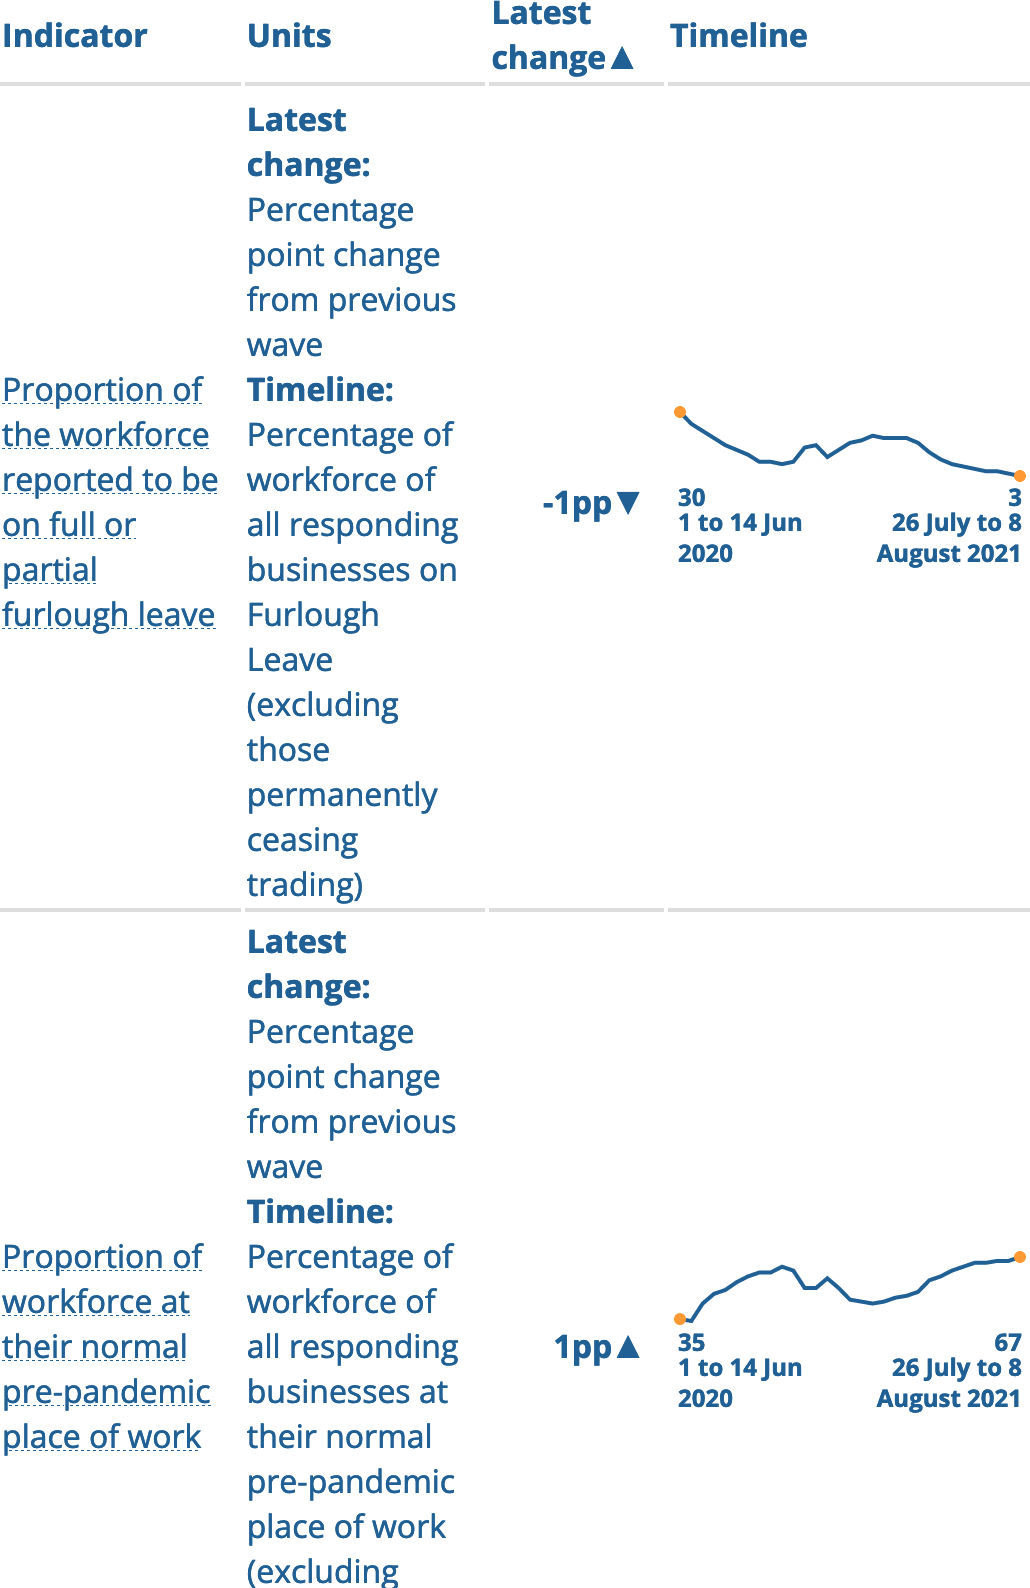 Indicator
Units
Latest
change▲
Timeline
Proportion of
the workforce
reported to be
on full or
partial
furlough leave
Latest
change:
Percentage
point change
from previous
wave
Timeline:
Percentage of
workforce of
all responding
businesses on
Furlough
Leave
(excluding
those
permanently
ceasing
trading)
-1pp▼
30
1 to 14 Jun
2020
3
26 July to 8
August 2021
Proportion of
workforce at
their normal
pre-pandemic
place of work
Latest
change:
Percentage
point change
from previous
wave
Timeline:
Percentage of
workforce of
all responding
businesses at
their normal
pre-pandemic
place of work
(excluding
1pp▲
35
1 to 14 Jun
2020
67
26 July to 8
August 2021